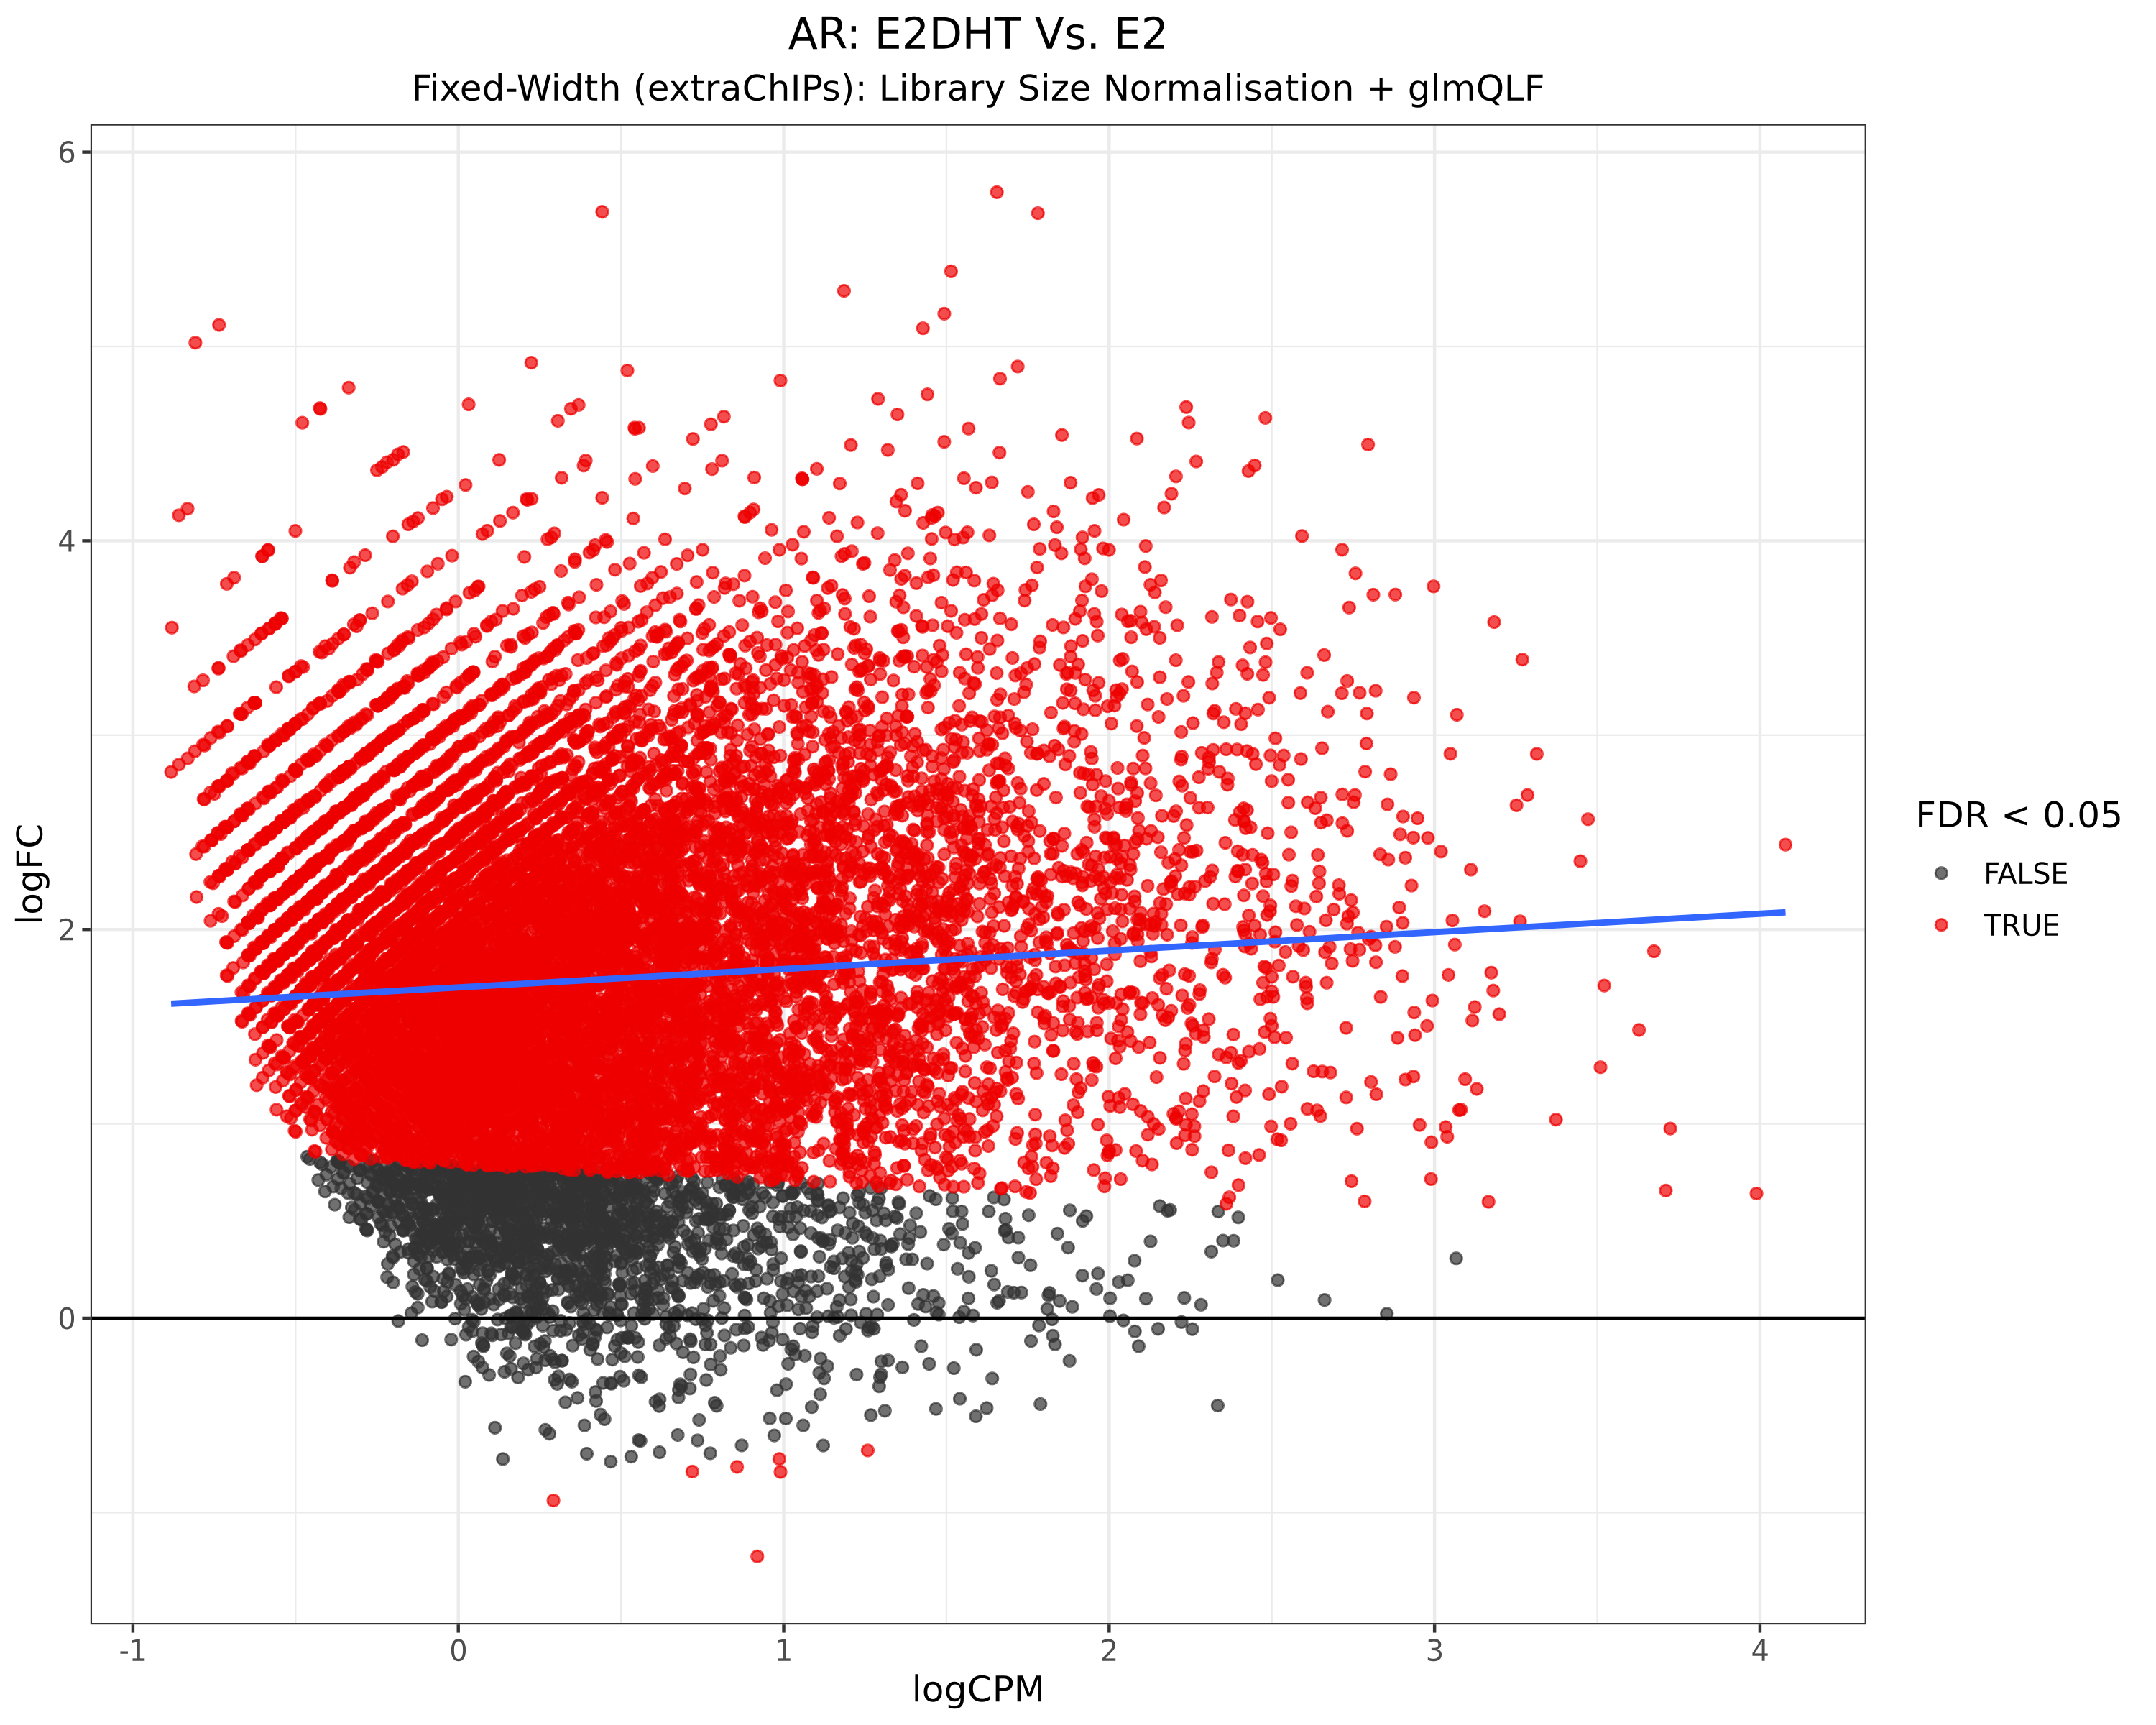 AR: E2DHT Vs. E2
Fixed-Width (extraChIPs): Library Size Normalisation + glmQLF
6
4
2
0
logFC
-1 0 1 2 3 4
logCPM
FDR < 0.05
FALSE
TRUE